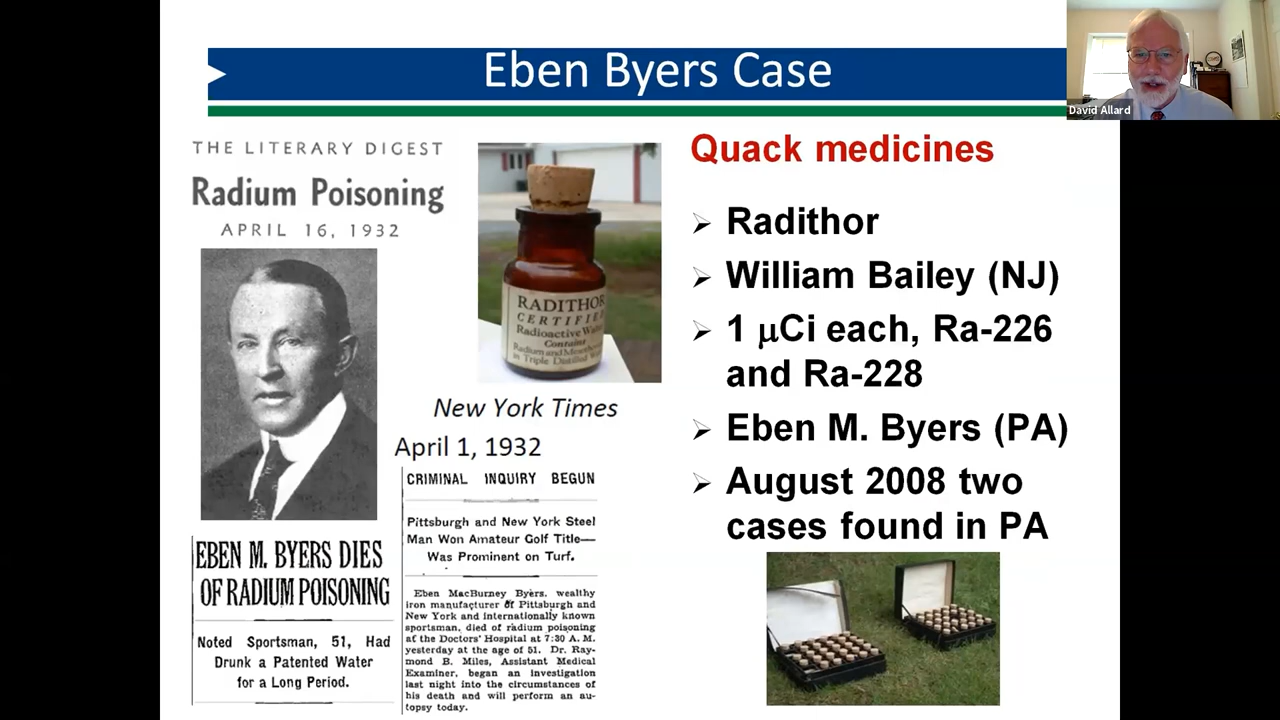 Eben Byers Case
David Allard
THE LITERARY DIGEST
Radium Poisoning
APRIL 16, 1932
RADITHOR
CERTIFIED
Radioactive Water
Contains
Radium and Mesothorium
in Triple Distilled Water
New York Times
April 1, 1932
EBEN M. BYERS DIES
OF RADIUM POISONING
Noted Sportsman, 51, Had
Drunk a Patented Water
for a Long Period.
CRIMINAL INQUIRY BEGUN
Pittsburgh and New York Steel
Man Won Amateur Golf Title—
Was Prominent on Turf.
Eben MacBurney Byers, wealthy
iron manufacturer of Pittsburgh and
New York and internationally known
sportsman, died of radium poisoning
at the Doctors' Hospital at 7:30 A. M.
yesterday at the age of 51. Dr. Ray-
mond B. Miles, Assistant Medical
Examiner, began an investigation
last night into the circumstances of
his death and will perform an au-
topsy today.
Quack medicines
➢ Radithor
➢ William Bailey (NJ)
➢ 1 μCi each, Ra-226
and Ra-228
➢ Eben M. Byers (PA)
➢ August 2008 two
cases found in PA